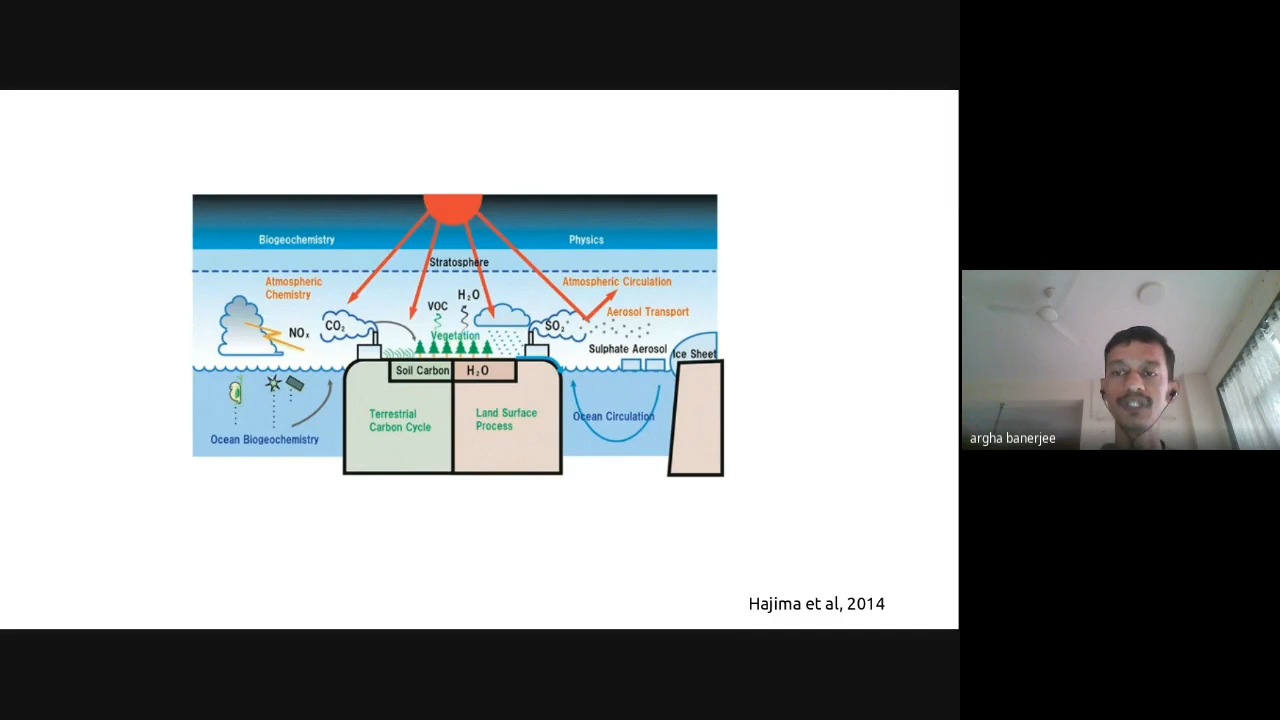 Biogeochemistry
Physics
Stratosphere
Atmospheric
Chemistry
Atmospheric Circulation
H₂O
VOC
Aerosol Transport
CO₂
NOₓ
SO₂
Vegetation
Sulphate Aerosol
Ice Sheet
Soil Carbon
H₂O
Terrestrial
Carbon Cycle
Land Surface
Process
Ocean Circulation
Ocean Biogeochemistry
argha banerjee
Hajima et al, 2014